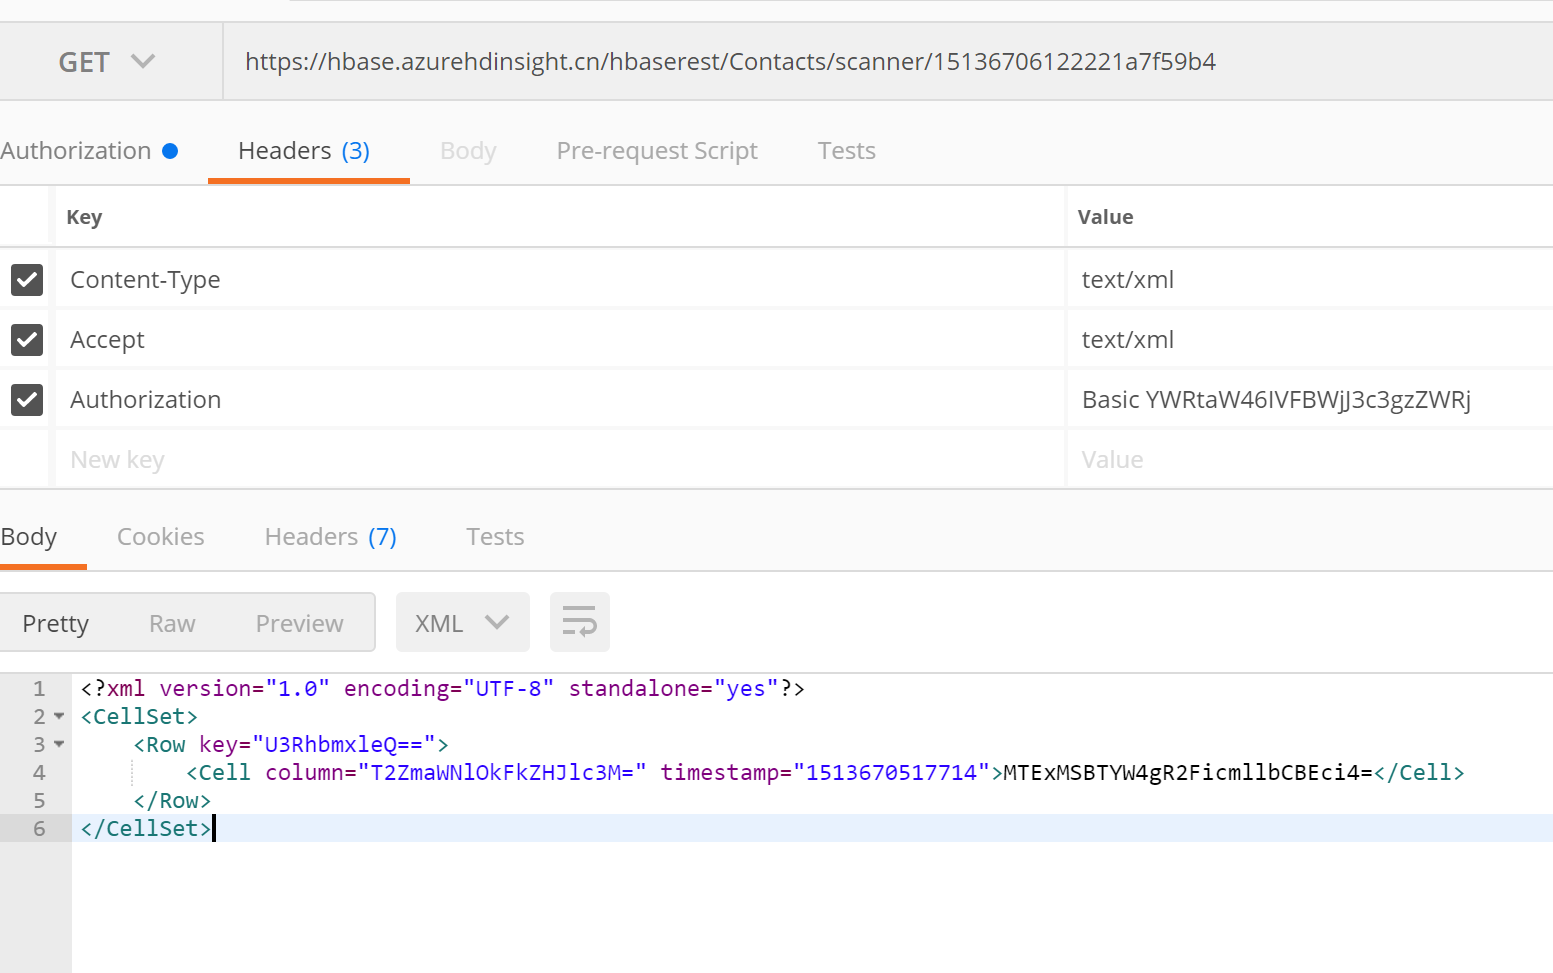 GET https://hbase.azurehdinsight.cn/hbaserest/Contacts/scanner/15136706122221a7f59b4
Authorization Headers (3) Body Pre-request Script Tests
Key Value
Content-Type text/xml
Accept text/xml
Authorization Basic YWRtaW46IVFBWjJ3c3gzZWRj
New key Value
Body Cookies Headers (7) Tests
Pretty Raw Preview XML
1 <?xml version="1.0" encoding="UTF-8" standalone="yes"?>
2 <CellSet>
3 <Row key="U3RhbmxleQ==">
4 <Cell column="T2ZmaWNlOkFkZHJlc3M=" timestamp="1513670517714">MTExMSBTYW4gR2FicmllbCBEci4=</Cell>
5 </Row>
6 </CellSet>